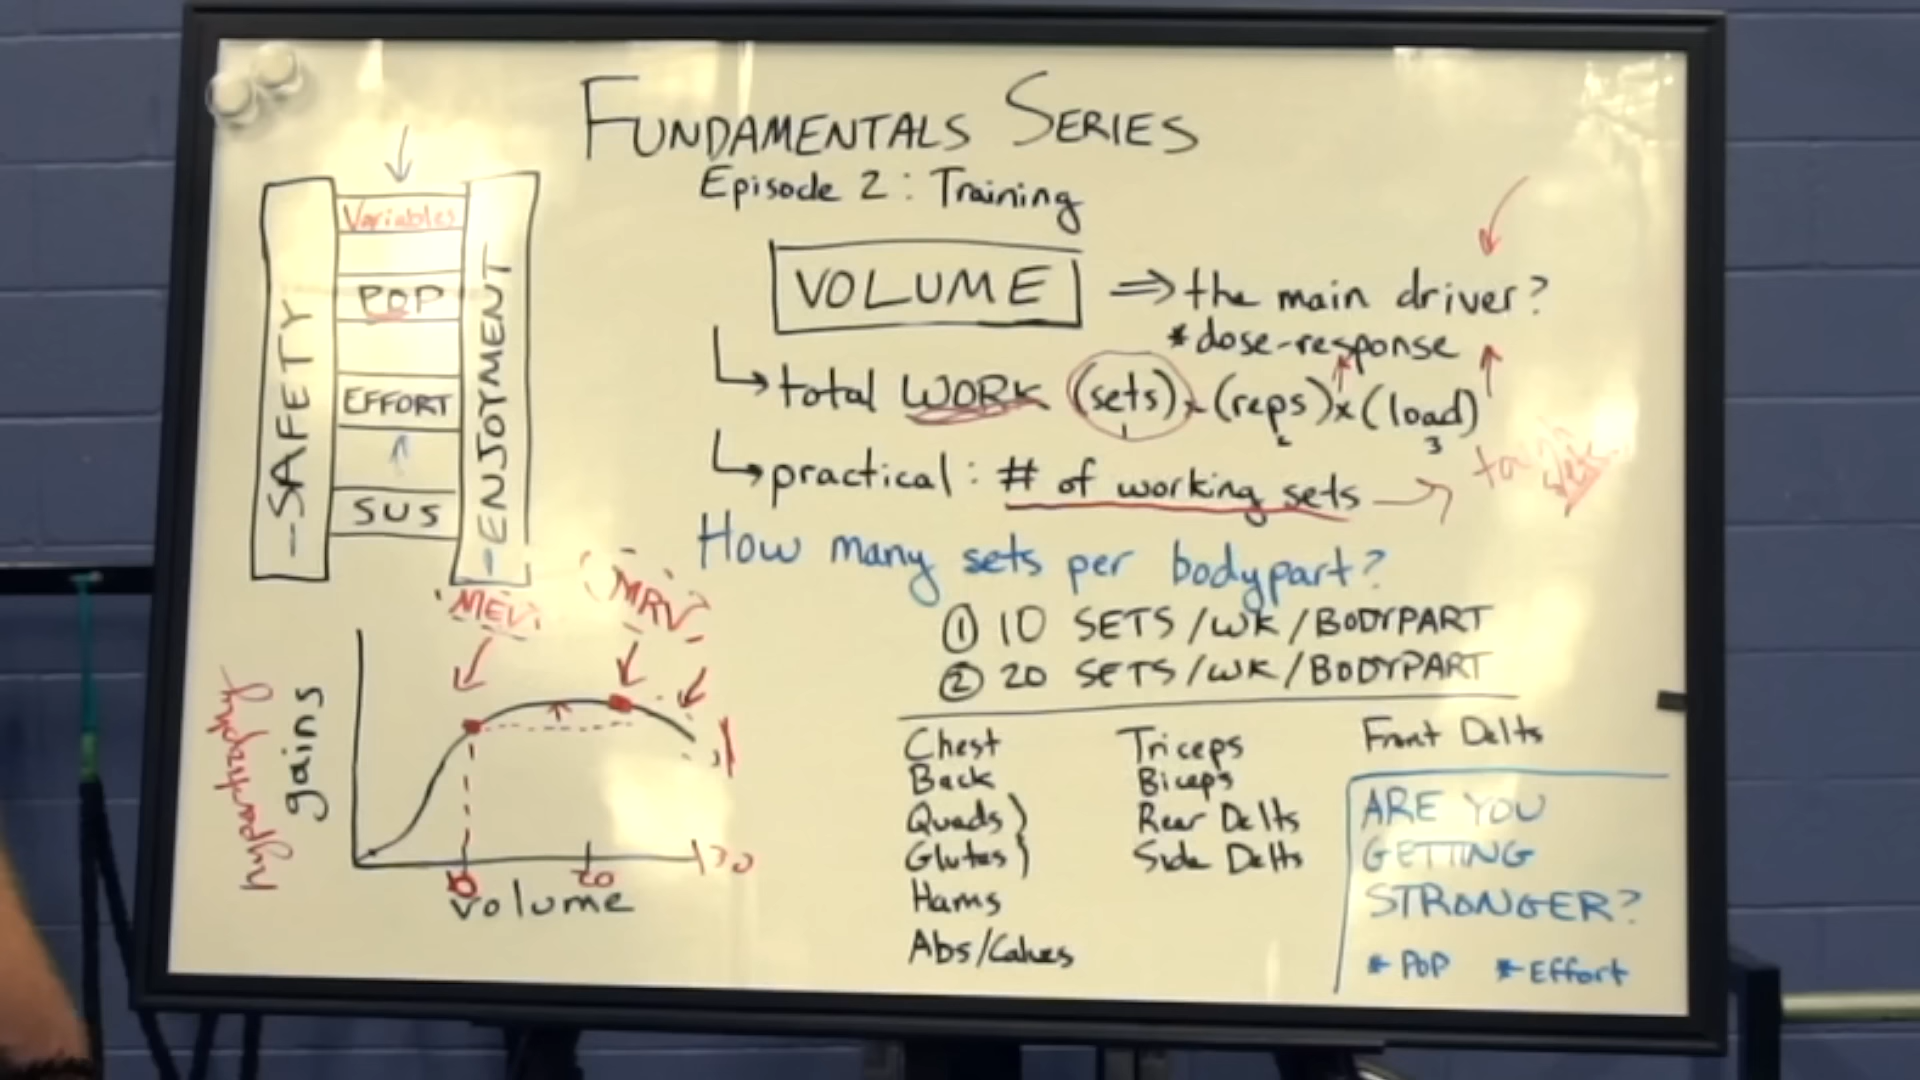 FUNDAMENTALS SERIES
Episode 2: Training
Variables
POP
EFFORT
SUS
-SAFETY
-ENJOYMENT
VOLUME ⇒ the main driver?
* dose-response
↳ total WORK (sets) x (reps) x (load)
1 2 3
↳ practical: # of working sets →
sets
How many sets per bodypart?
① 10 SETS/WK/BODYPART
② 20 SETS/WK/BODYPART
MEV
MRV
hypertrophy
gains
20
volume
Chest
Back
Quads
Glutes
Hams
Abs/Calves
Triceps
Biceps
Rear Delts
Side Delts
Front Delts
ARE YOU
GETTING
STRONGER?
* POP * Effort